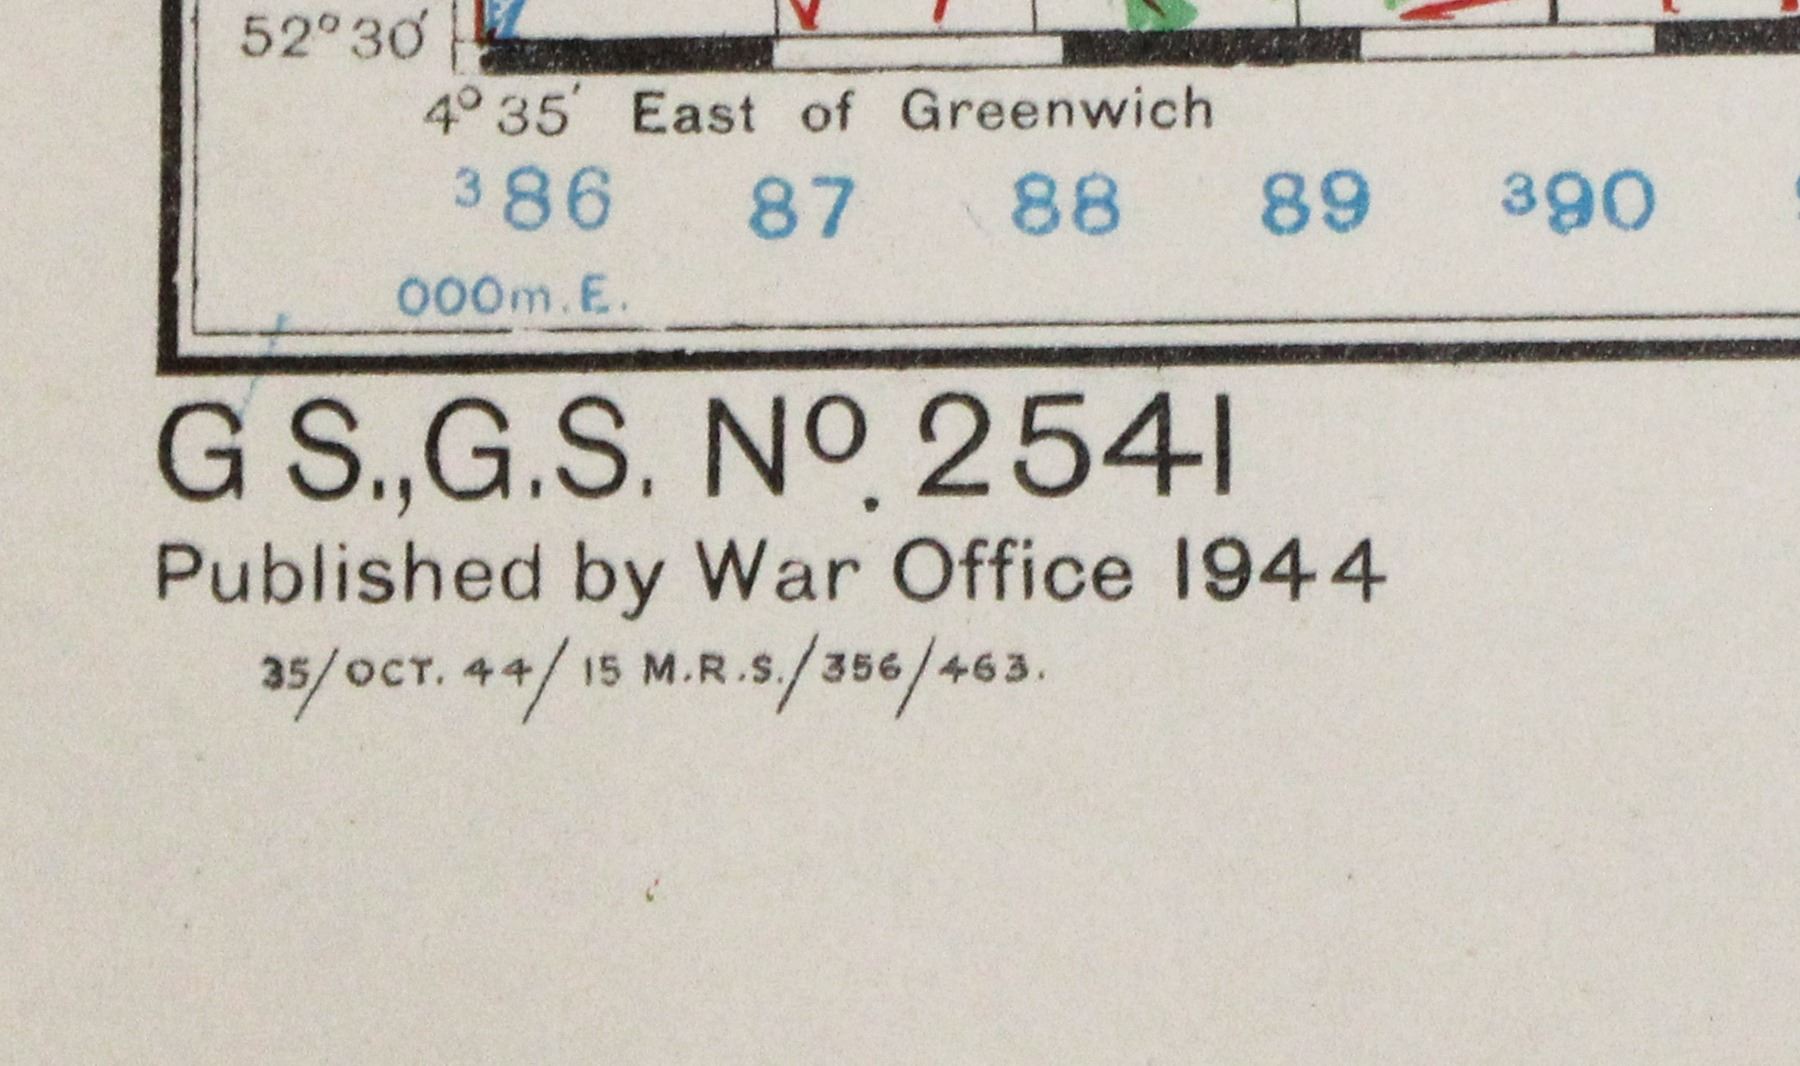 52°30'
4°35' East of Greenwich
³86 87 88 89 ³90
000m.E.
G S.,G.S. Nº. 2541
Published by War Office 1944
35/OCT. 44/15 M.R.S./356/463.